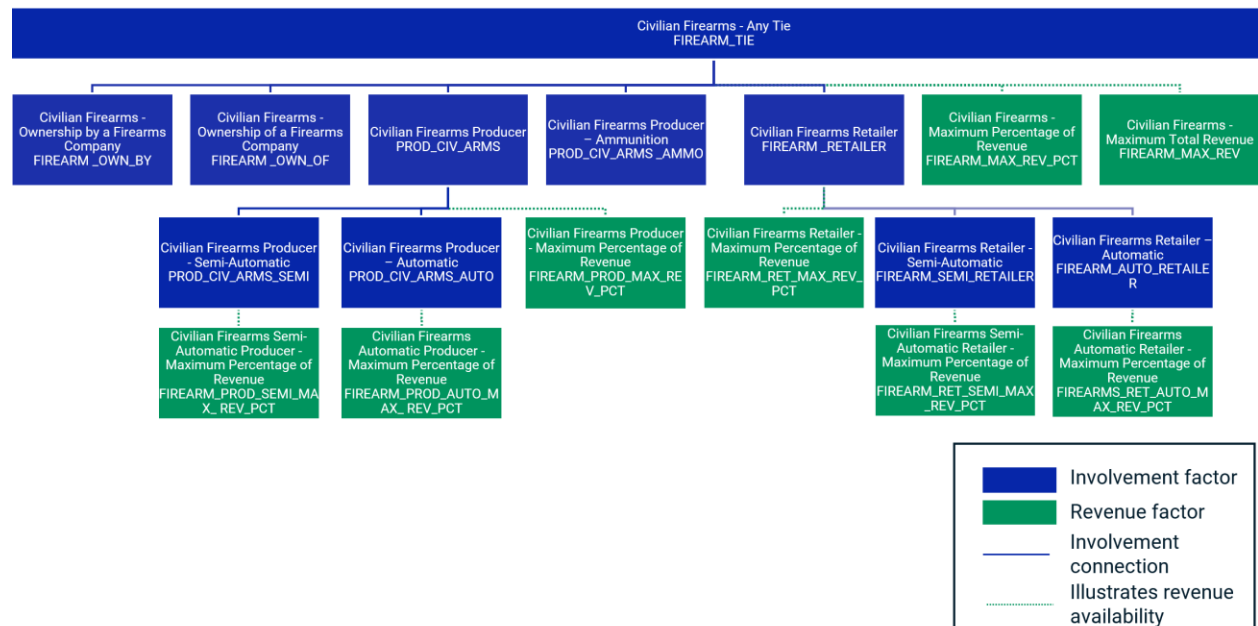 Civilian Firearms - Any Tie
FIREARM_TIE
Civilian Firearms -
Ownership by a Firearms
Company
FIREARM _OWN_BY
Civilian Firearms -
Ownership of a Firearms
Company
FIREARM _OWN_OF
Civilian Firearms Producer
PROD_CIV_ARMS
Civilian Firearms Producer
– Ammunition
PROD_CIV_ARMS _AMMO
Civilian Firearms Retailer
FIREARM _RETAILER
Civilian Firearms -
Maximum Percentage of
Revenue
FIREARM_MAX_REV_PCT
Civilian Firearms -
Maximum Total Revenue
FIREARM_MAX_REV
Civilian Firearms Producer
- Semi-Automatic
PROD_CIV_ARMS_SEMI
Civilian Firearms Producer
– Automatic
PROD_CIV_ARMS_AUTO
Civilian Firearms Producer
- Maximum Percentage of
Revenue
FIREARM_PROD_MAX_RE
V_PCT
Civilian Firearms Retailer -
Maximum Percentage of
Revenue
FIREARM_RET_MAX_REV_
PCT
Civilian Firearms Retailer -
Semi-Automatic
FIREARM_SEMI_RETAILER
Civilian Firearms Retailer –
Automatic
FIREARM_AUTO_RETAILE
R
Civilian Firearms Semi-
Automatic Producer -
Maximum Percentage of
Revenue
FIREARM_PROD_SEMI_MA
X_ REV_PCT
Civilian Firearms
Automatic Producer -
Maximum Percentage of
Revenue
FIREARM_PROD_AUTO_M
AX_ REV_PCT
Civilian Firearms Semi-
Automatic Retailer -
Maximum Percentage of
Revenue
FIREARM_RET_SEMI_MAX
_REV_PCT
Civilian Firearms
Automatic Retailer -
Maximum Percentage of
Revenue
FIREARMS_RET_AUTO_M
AX_REV_PCT
Involvement factor
Revenue factor
Involvement
connection
Illustrates revenue
availability